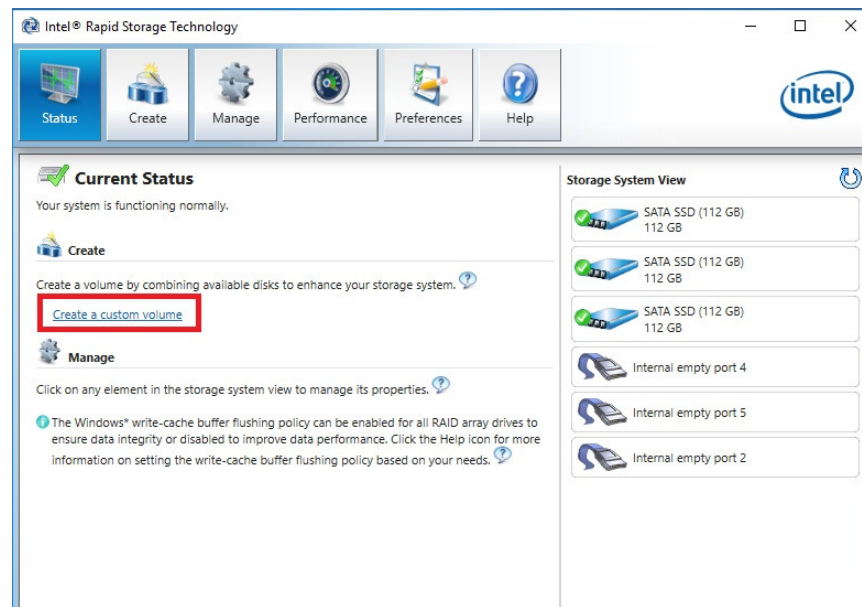 Intel® Rapid Storage Technology
Status
Create
Manage
Performance
Preferences
Help
intel
Current Status
Your system is functioning normally.
Create
Create a volume by combining available disks to enhance your storage system.
Create a custom volume
Manage
Click on any element in the storage system view to manage its properties.
The Windows* write-cache buffer flushing policy can be enabled for all RAID array drives to
ensure data integrity or disabled to improve data performance. Click the Help icon for more
information on setting the write-cache buffer flushing policy based on your needs.
Storage System View
SATA SSD (112 GB)
112 GB
SATA SSD (112 GB)
112 GB
SATA SSD (112 GB)
112 GB
Internal empty port 4
Internal empty port 5
Internal empty port 2